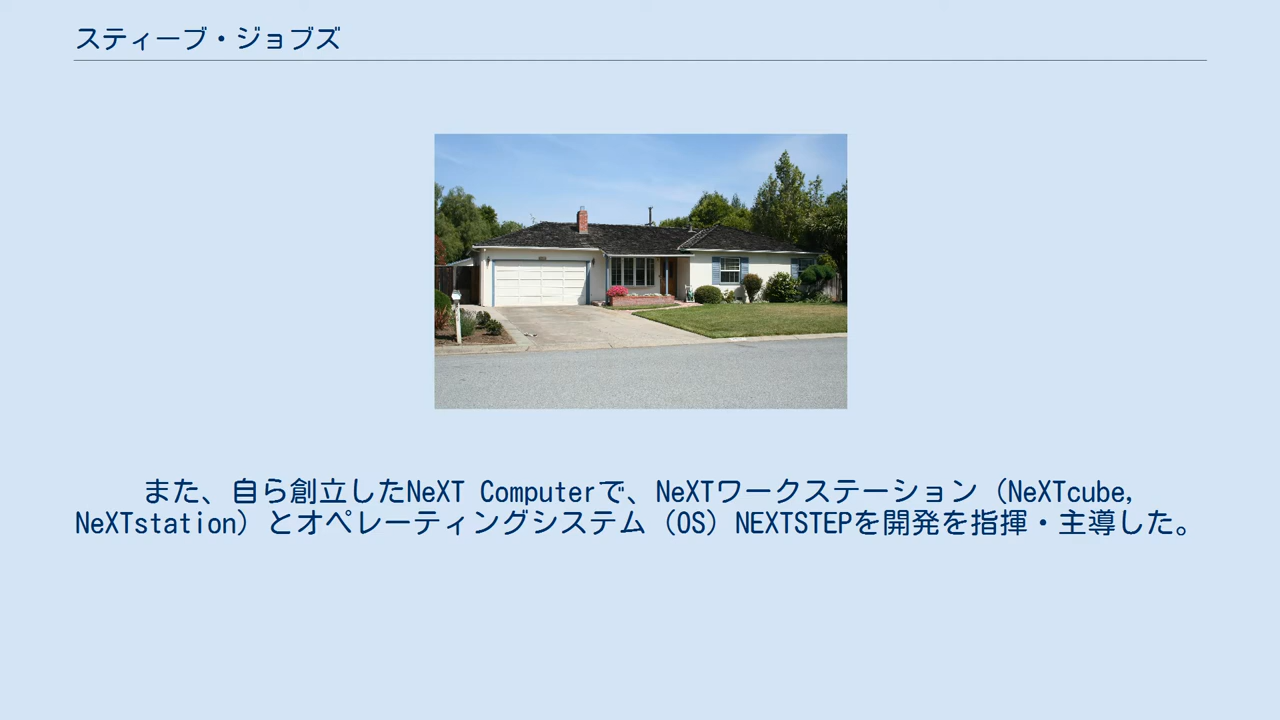 スティーブ・ジョブズ
また、自ら創立したNeXT Computerで、NeXTワークステーション（NeXTcube,
NeXTstation）とオペレーティングシステム（OS）NEXTSTEPを開発を指揮・主導した。